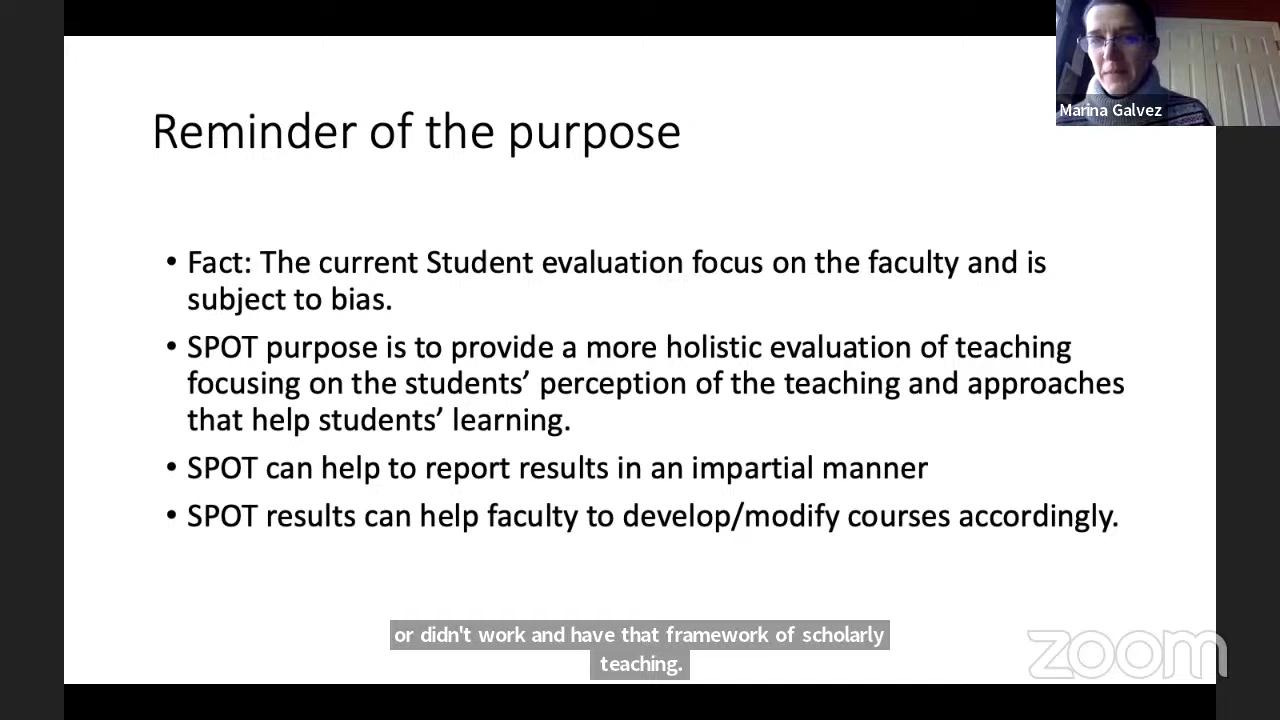 Marina Galvez
Reminder of the purpose
• Fact: The current Student evaluation focus on the faculty and is
subject to bias.
• SPOT purpose is to provide a more holistic evaluation of teaching
focusing on the students’ perception of the teaching and approaches
that help students’ learning.
• SPOT can help to report results in an impartial manner
• SPOT results can help faculty to develop/modify courses accordingly.
or didn't work and have that framework of scholarly
teaching.
zoom